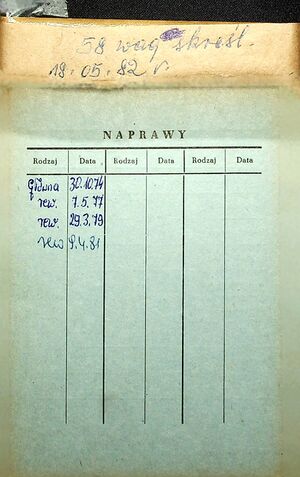 58 wag skreśl.
18.05.82 r.
NAPRAWY
Rodzaj Data Rodzaj Data Rodzaj Data
główna 30.10.74
rew. 7.5.77
rew. 29.3.79
rew 9.4.81